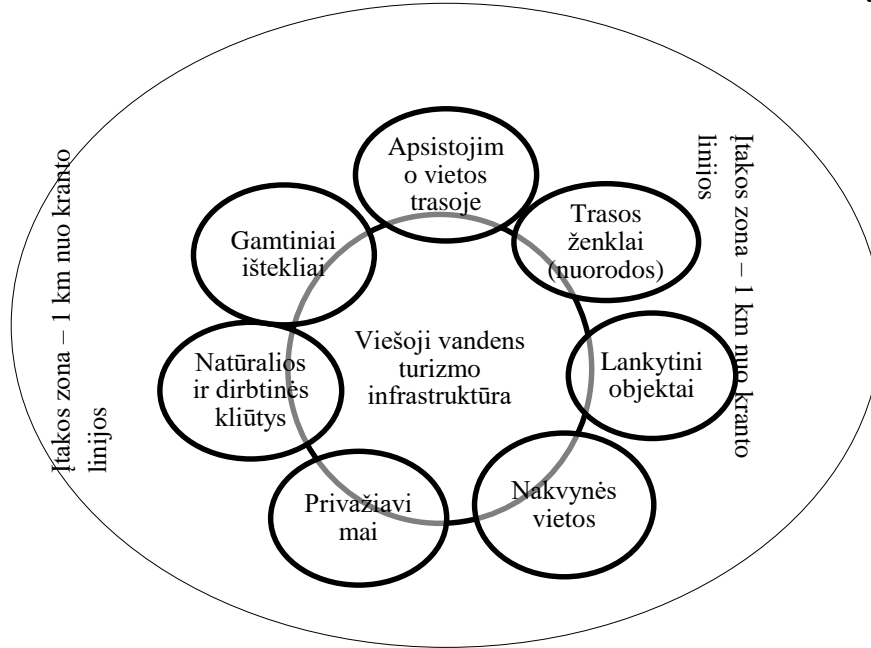 Apsistojim
o vietos
trasoje
Trasos
ženklai
(nuorodos)
Lankytini
objektai
Nakvynės
vietos
Privažiavi
mai
Natūralios
ir dirbtinės
kliūtys
Gamtiniai
ištekliai
Viešoji vandens
turizmo
infrastruktūra
Įtakos zona – 1 km nuo kranto
linijos
Įtakos zona – 1 km nuo kranto
linijos